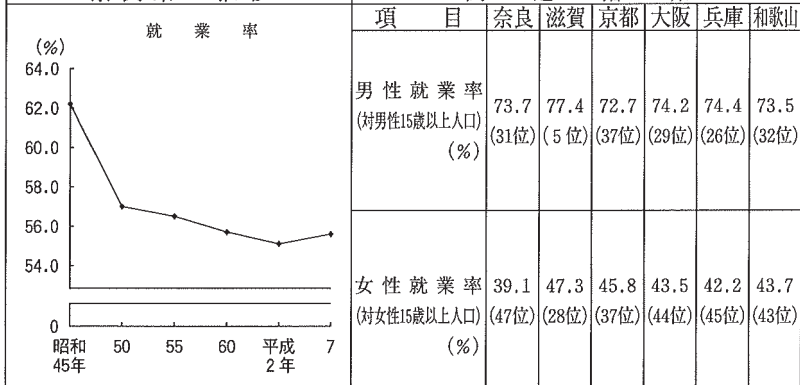 就業率
(%)
64.0
62.0
60.0
58.0
56.0
54.0
0
昭和 50 55 60 平成 7
45年 2年
項目 奈良 滋賀 京都 大阪 兵庫 和歌山
男性就業率 73.7 77.4 72.7 74.2 74.4 73.5
(対男性15歳以上人口) (31位) (5位) (37位) (29位) (26位) (32位)
(%)
女性就業率 39.1 47.3 45.8 43.5 42.2 43.7
(対女性15歳以上人口) (47位) (28位) (37位) (44位) (45位) (43位)
(%)